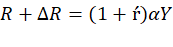 R + ΔR = (1 + ŕ)αY